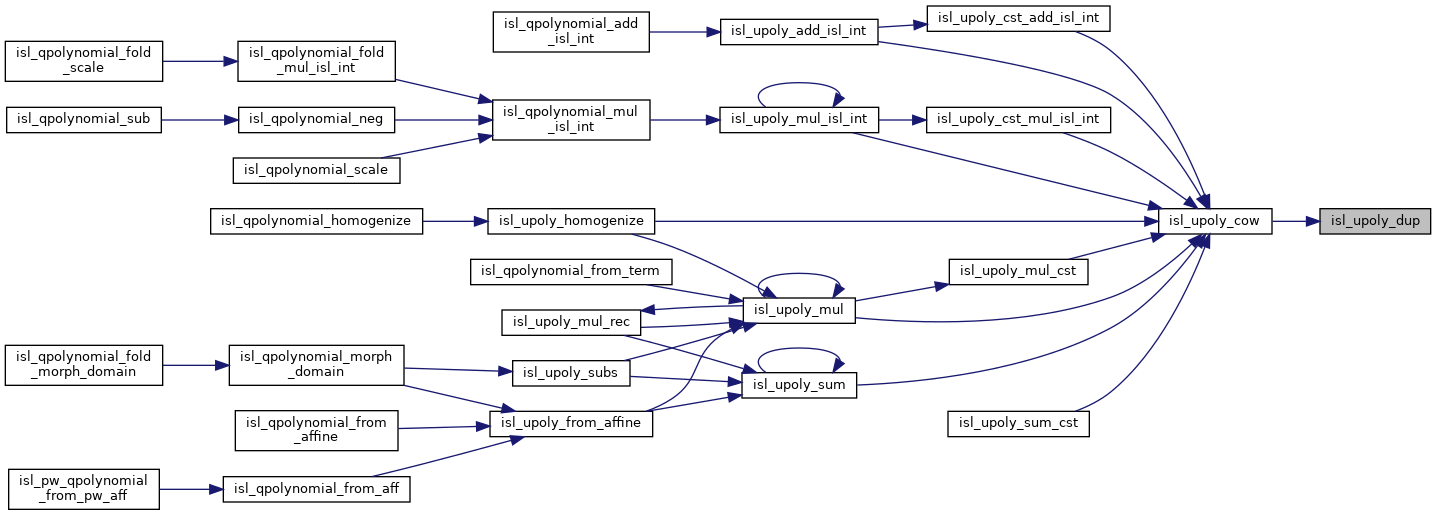 isl_qpolynomial_fold
_scale
isl_qpolynomial_sub
isl_qpolynomial_fold
_mul_isl_int
isl_qpolynomial_neg
isl_qpolynomial_scale
isl_qpolynomial_add
_isl_int
isl_qpolynomial_mul
_isl_int
isl_upoly_add_isl_int
isl_upoly_mul_isl_int
isl_upoly_cst_add_isl_int
isl_upoly_cst_mul_isl_int
isl_qpolynomial_homogenize
isl_upoly_homogenize
isl_upoly_cow
isl_upoly_dup
isl_qpolynomial_from_term
isl_upoly_mul_cst
isl_upoly_mul
isl_upoly_mul_rec
isl_qpolynomial_fold
_morph_domain
isl_qpolynomial_morph
_domain
isl_upoly_subs
isl_upoly_sum
isl_qpolynomial_from
_affine
isl_upoly_from_affine
isl_upoly_sum_cst
isl_pw_qpolynomial
_from_pw_aff
isl_qpolynomial_from_aff